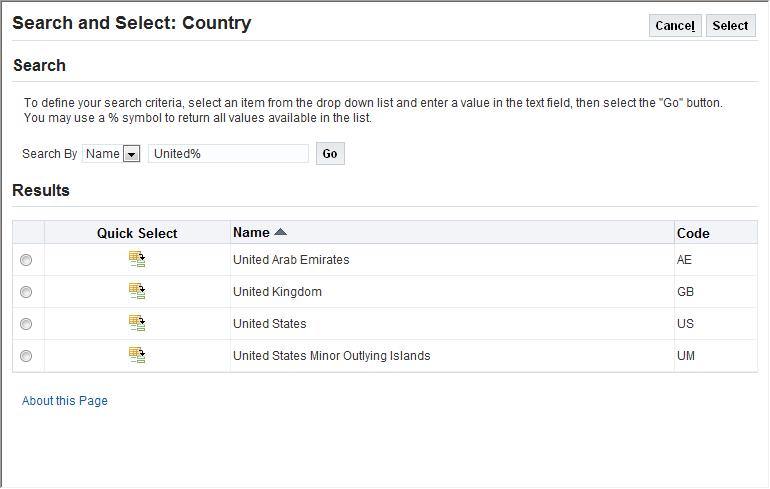 Search and Select: Country
Cancel Select
Search
To define your search criteria, select an item from the drop down list and enter a value in the text field, then select the "Go" button.
You may use a % symbol to return all values available in the list.
Search By Name United% Go
Results
Quick Select Name Code
United Arab Emirates AE
United Kingdom GB
United States US
United States Minor Outlying Islands UM
About this Page